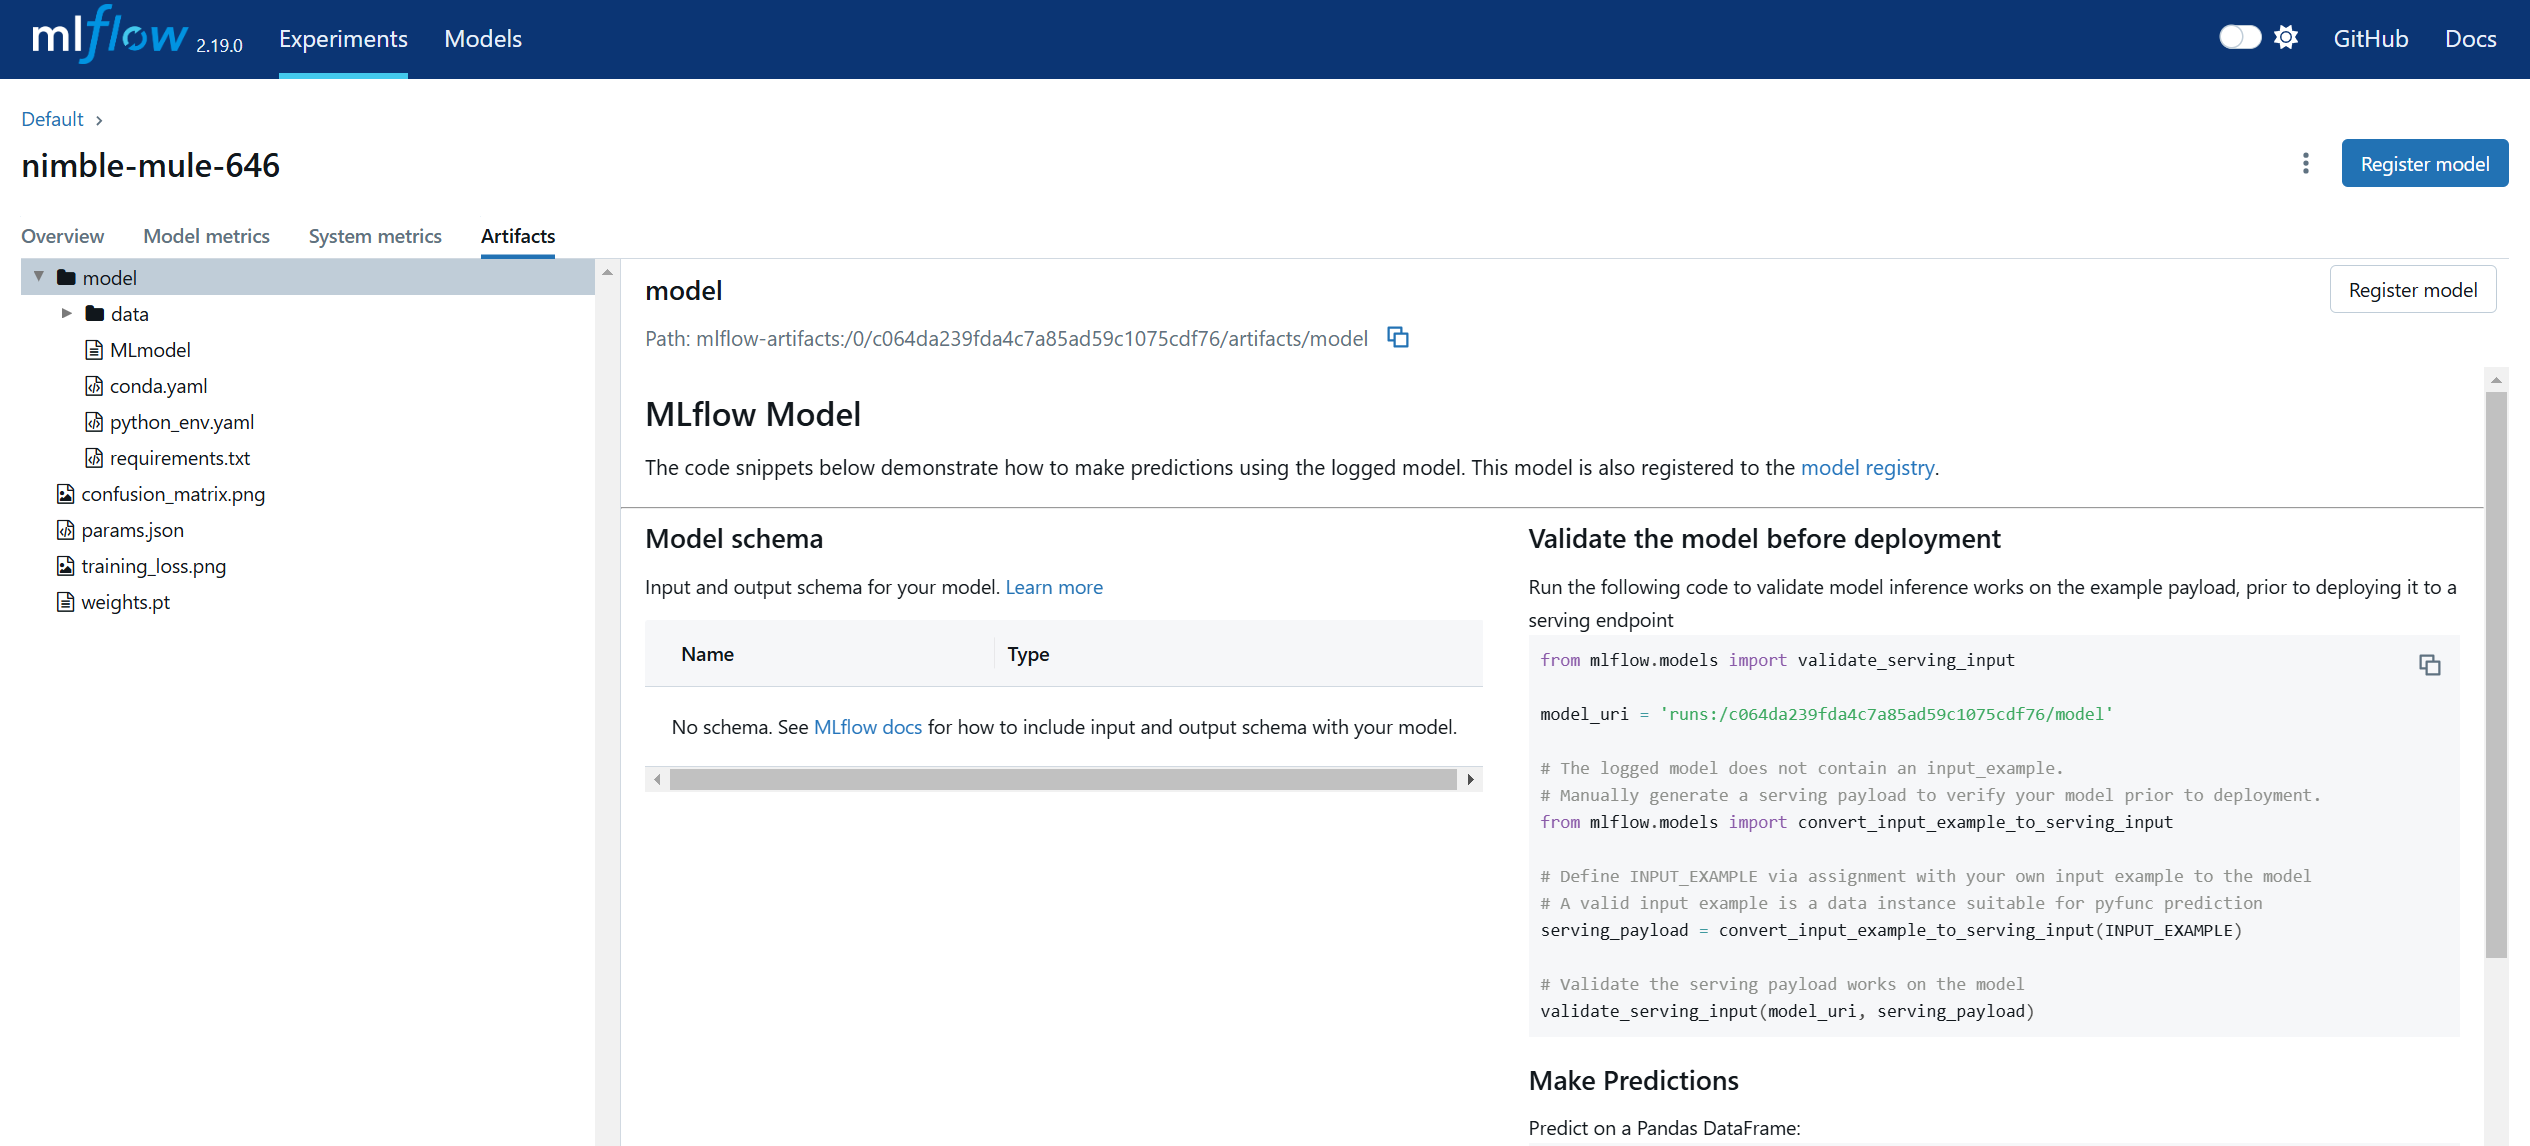 mlflow 2.19.0 Experiments Models GitHub Docs
Default
nimble-mule-646
Register model
Overview Model metrics System metrics Artifacts
model
data
MLmodel
conda.yaml
python_env.yaml
requirements.txt
confusion_matrix.png
params.json
training_loss.png
weights.pt
model
Register model
Path: mlflow-artifacts:/0/c064da239fda4c7a85ad59c1075cdf76/artifacts/model
MLflow Model
The code snippets below demonstrate how to make predictions using the logged model. This model is also registered to the model registry.
Model schema
Input and output schema for your model. Learn more
Name Type
No schema. See MLflow docs for how to include input and output schema with your model.
Validate the model before deployment
Run the following code to validate model inference works on the example payload, prior to deploying it to a
serving endpoint
from mlflow.models import validate_serving_input
model_uri = 'runs:/c064da239fda4c7a85ad59c1075cdf76/model'
# The logged model does not contain an input_example.
# Manually generate a serving payload to verify your model prior to deployment.
from mlflow.models import convert_input_example_to_serving_input
# Define INPUT_EXAMPLE via assignment with your own input example to the model
# A valid input example is a data instance suitable for pyfunc prediction
serving_payload = convert_input_example_to_serving_input(INPUT_EXAMPLE)
# Validate the serving payload works on the model
validate_serving_input(model_uri, serving_payload)
Make Predictions
Predict on a Pandas DataFrame: